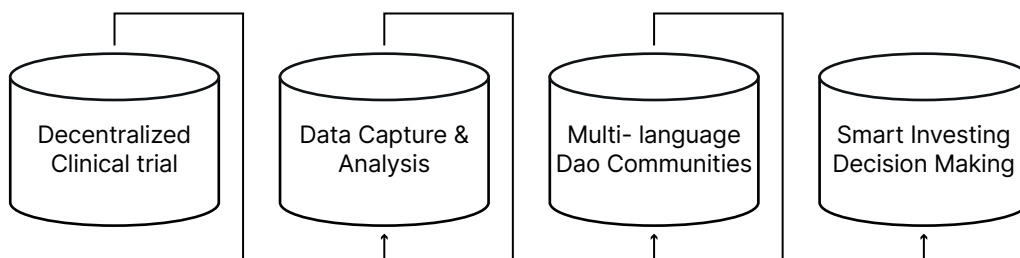 Decentralized
Clinical trial
Data Capture &
Analysis
Multi- language
Dao Communities
Smart Investing
Decision Making